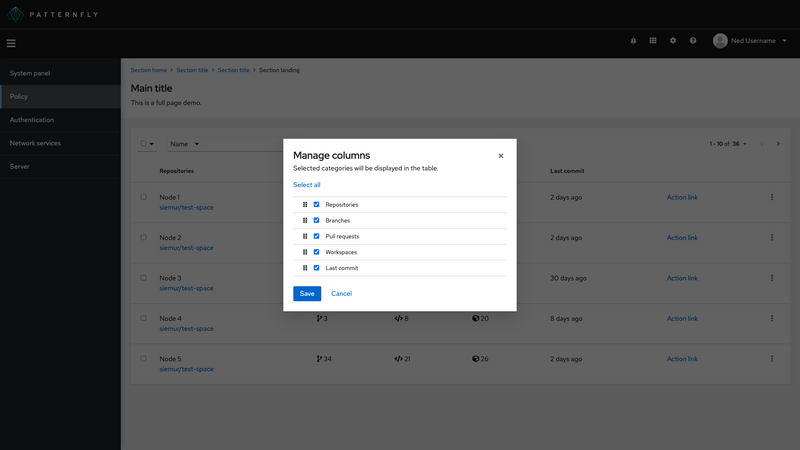 PATTERNFLY
Ned Username
System panel
Policy
Authentication
Network services
Server
Section home > Section title > Section title > Section landing
Main title
This is a full page demo.
Name
1 - 10 of 36
Repositories
Last commit
Node 1
siemur/test-space
2 days ago
Action link
Node 2
siemur/test-space
2 days ago
Action link
Node 3
siemur/test-space
30 days ago
Action link
Node 4
siemur/test-space
3
8
20
8 days ago
Action link
Node 5
siemur/test-space
34
21
26
2 days ago
Action link
Manage columns
Selected categories will be displayed in the table.
Select all
Repositories
Branches
Pull requests
Workspaces
Last commit
Save
Cancel